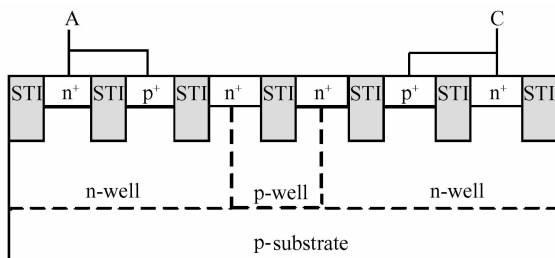 A C
STI n⁺ STI p⁺ STI n⁺ STI n⁺ STI p⁺ STI n⁺ STI
n-well p-well n-well
p-substrate